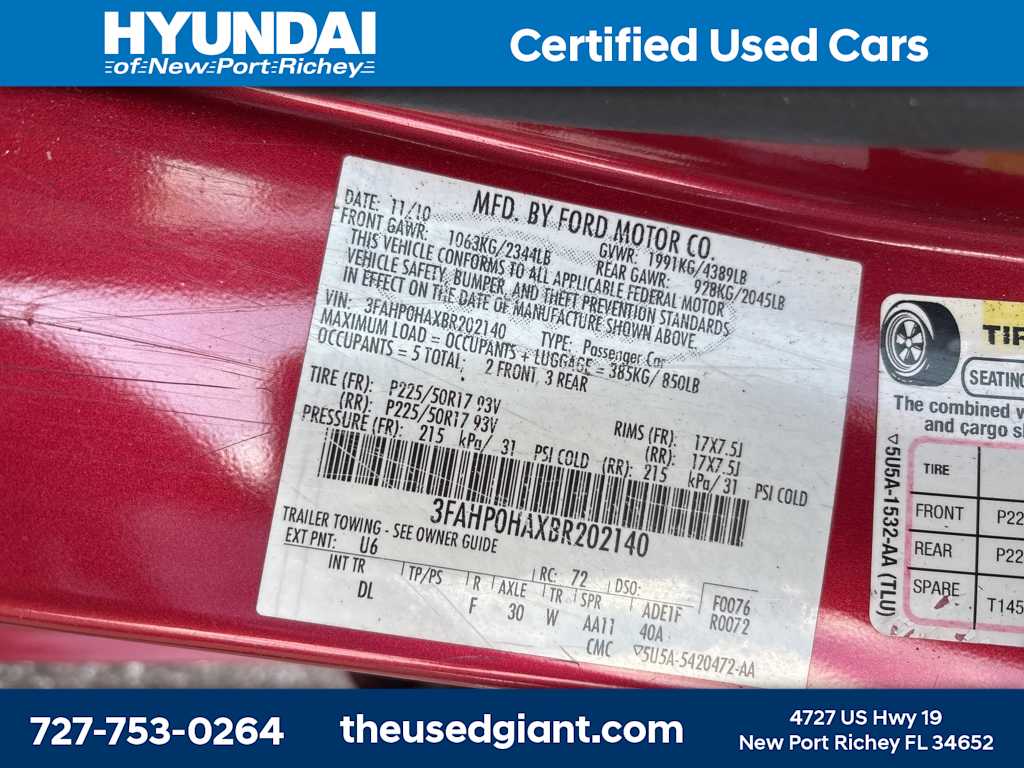 HYUNDAI
of New Port Richey
Certified Used Cars
MFD. BY FORD MOTOR CO.
DATE: 11/10 GVWR: 1991KG/4389LB
FRONT GAWR: 1063KG/2344LB REAR GAWR: 928KG/2045LB
THIS VEHICLE CONFORMS TO ALL APPLICABLE FEDERAL MOTOR
VEHICLE SAFETY, BUMPER, AND THEFT PREVENTION STANDARDS
IN EFFECT ON THE DATE OF MANUFACTURE SHOWN ABOVE.
VIN: 3FAHP0HAXBR202140 TYPE: Passenger Car
MAXIMUM LOAD = OCCUPANTS + LUGGAGE = 385KG/ 850LB
OCCUPANTS = 5 TOTAL; 2 FRONT, 3 REAR
TIRE (FR): P225/50R17 93V RIMS (FR): 17X7.5J
(RR): P225/50R17 93V (RR): 17X7.5J
PRESSURE (FR): 215 kPa/ 31 PSI COLD (RR): 215 kPa/31 PSI COLD
3FAHP0HAXBR202140
TRAILER TOWING - SEE OWNER GUIDE
EXT PNT: U6 RC: 72 DSO: F0076
R0072
INT TR TP/PS R AXLE TR SPR ADE1F
DL F 30 W AA11 40A
CMC ▽5U5A-5420472-AA
TIR
SEATING
The combined
and cargo
TIRE
FRONT P22
REAR P22
SPARE T145
▽5U5A-1532-AA (TLU)
727-753-0264
theusedgiant.com
4727 US Hwy 19
New Port Richey FL 34652